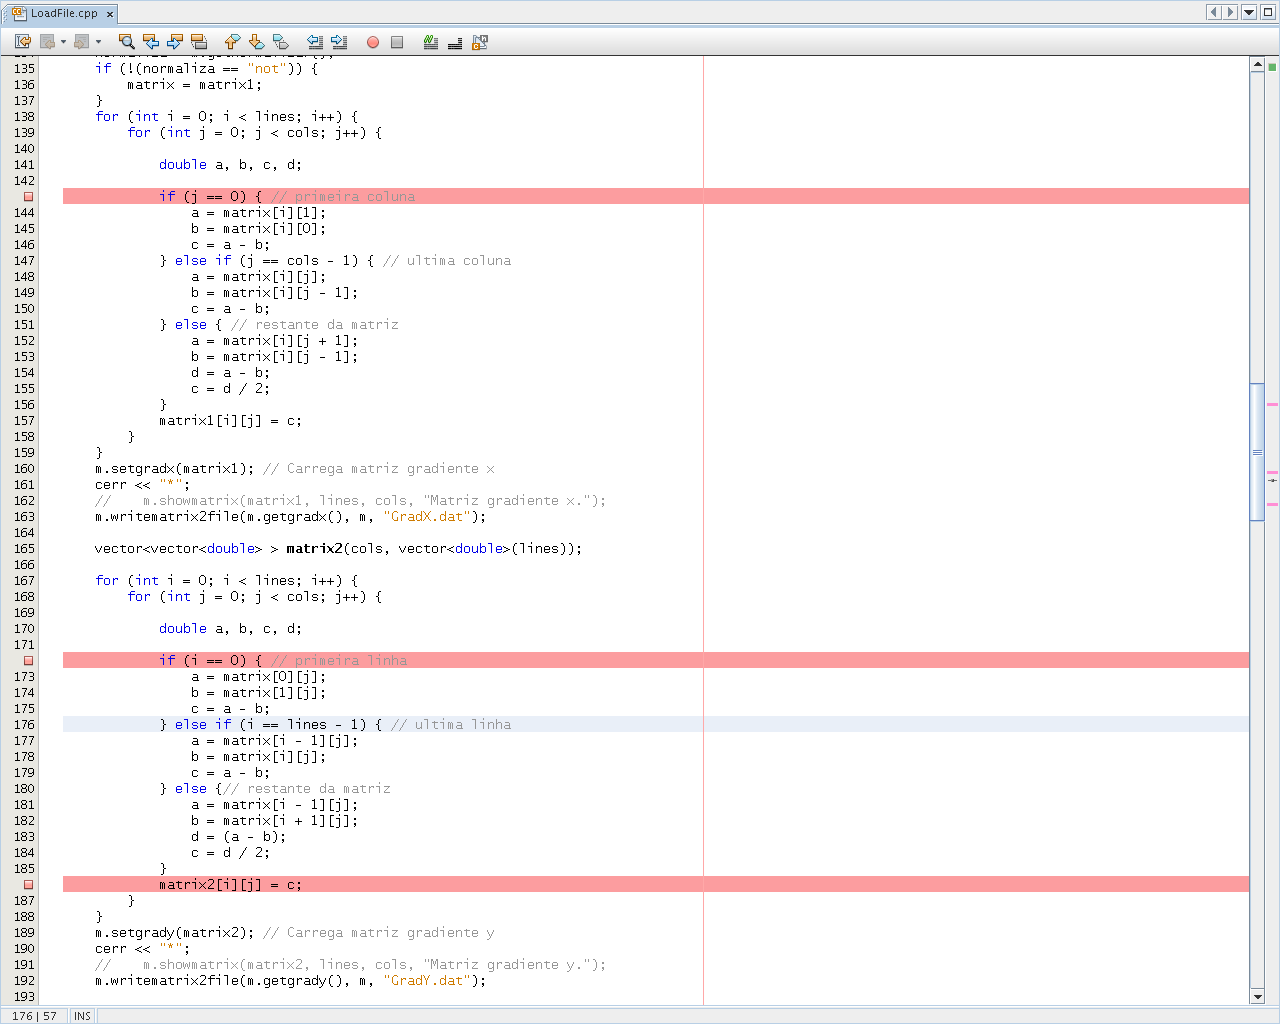 LoadFile.cpp
135 if (!(normaliza == "not")) {
136 matrix = matrix1;
137 }
138 for (int i = 0; i < lines; i++) {
139 for (int j = 0; j < cols; j++) {
140
141 double a, b, c, d;
142
if (j == 0) { // primeira coluna
144 a = matrix[i][1];
145 b = matrix[i][0];
146 c = a - b;
147 } else if (j == cols - 1) { // ultima coluna
148 a = matrix[i][j];
149 b = matrix[i][j - 1];
150 c = a - b;
151 } else { // restante da matriz
152 a = matrix[i][j + 1];
153 b = matrix[i][j - 1];
154 d = a - b;
155 c = d / 2;
156 }
157 matrix1[i][j] = c;
158 }
159 }
160 m.setgradx(matrix1); // Carrega matriz gradiente x
161 cerr << "*";
162 //    m.showmatrix(matrix1, lines, cols, "Matriz gradiente x.");
163 m.writematrix2file(m.getgradx(), m, "GradX.dat");
164
165 vector<vector<double> > matrix2(cols, vector<double>(lines));
166
167 for (int i = 0; i < lines; i++) {
168 for (int j = 0; j < cols; j++) {
169
170 double a, b, c, d;
171
if (i == 0) { // primeira linha
173 a = matrix[0][j];
174 b = matrix[1][j];
175 c = a - b;
176 } else if (i == lines - 1) { // ultima linha
177 a = matrix[i - 1][j];
178 b = matrix[i][j];
179 c = a - b;
180 } else {// restante da matriz
181 a = matrix[i - 1][j];
182 b = matrix[i + 1][j];
183 d = (a - b);
184 c = d / 2;
185 }
matrix2[i][j] = c;
187 }
188 }
189 m.setgrady(matrix2); // Carrega matriz gradiente y
190 cerr << "*";
191 //    m.showmatrix(matrix2, lines, cols, "Matriz gradiente y.");
192 m.writematrix2file(m.getgrady(), m, "GradY.dat");
193
176 | 57 INS